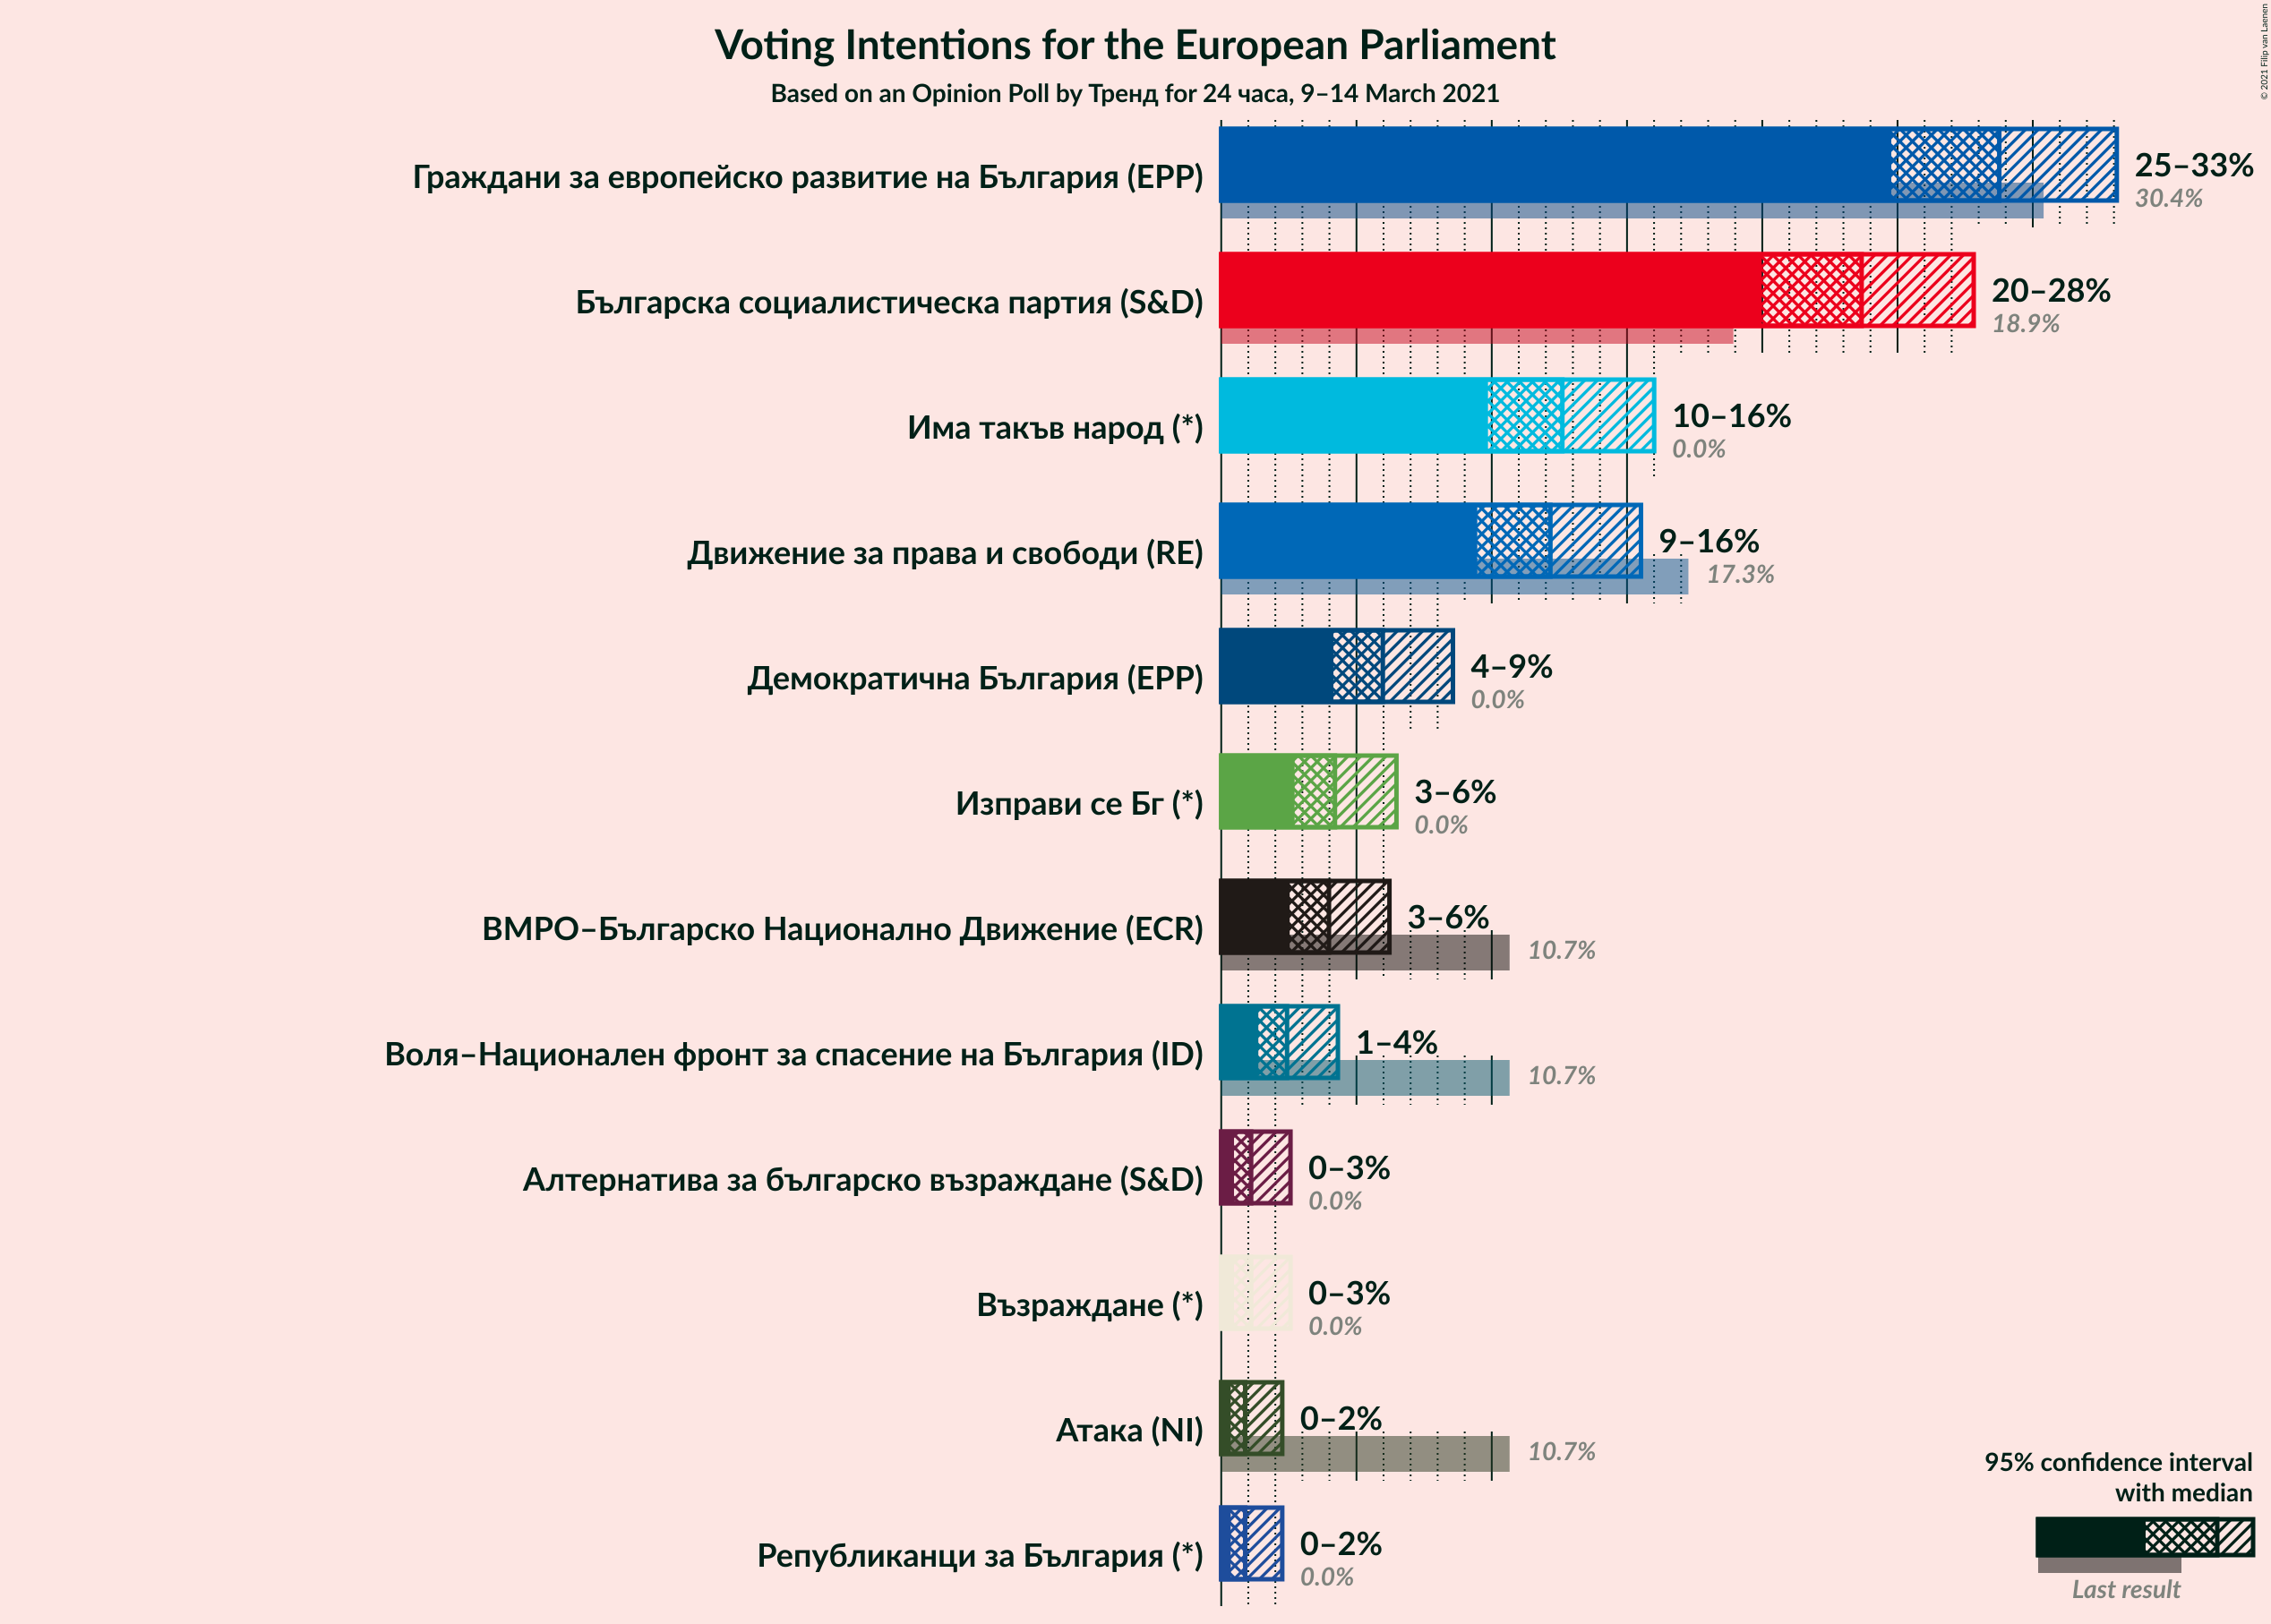 Voting Intentions for the European Parliament
Based on an Opinion Poll by Тренд for 24 часа, 9–14 March 2021
© 2021 Filip van Laenen
Граждани за европейско развитие на България (EPP)
25–33%
30.4%
Българска социалистическа партия (S&D)
20–28%
18.9%
Има такъв народ (*)
10–16%
0.0%
Движение за права и свободи (RE)
9–16%
17.3%
Демократична България (EPP)
4–9%
0.0%
Изправи се Бг (*)
3–6%
0.0%
ВМРО–Българско Национално Движение (ECR)
3–6%
10.7%
Воля–Национален фронт за спасение на България (ID)
1–4%
10.7%
Алтернатива за българско възраждане (S&D)
0–3%
0.0%
Възраждане (*)
0–3%
0.0%
Атака (NI)
0–2%
10.7%
Републиканци за България (*)
0–2%
0.0%
95% confidence interval
with median
Last result